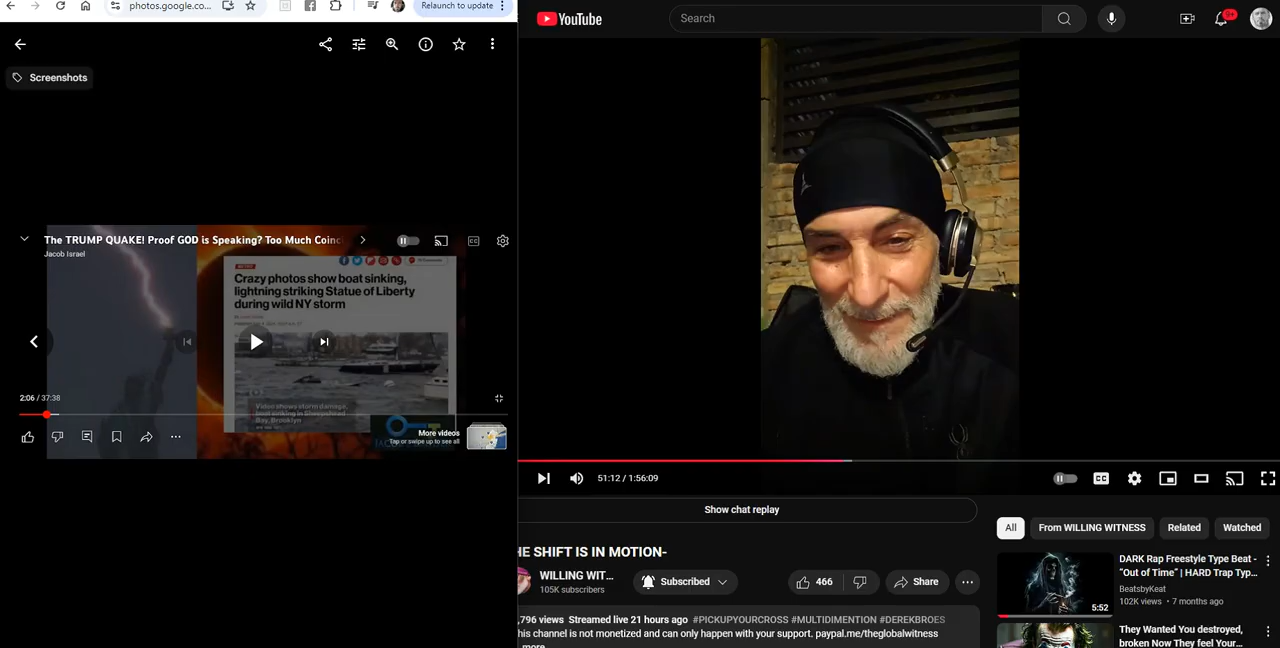 photos.google.co...
Relaunch to update
Screenshots
The TRUMP QUAKE! Proof GOD is Speaking? Too Much Coinc
Jacob Israel
Crazy photos show boat sinking,
lightning striking Statue of Liberty
during wild NY storm
2:06 / 37:38
Video shows storm damage,
boat sinking in Sheepshead
Bay, Brooklyn
More videos
Tap or swipe up to see all
YouTube
Search
9+
51:12 / 1:56:09
Show chat replay
HE SHIFT IS IN MOTION-
WILLING WIT...
105K subscribers
Subscribed
466
Share
,796 views Streamed live 21 hours ago #PICKUPYOURCROSS #MULTIDIMENTION #DEREKBROES
his channel is not monetized and can only happen with your support. paypal.me/theglobalwitness
...more
All
From WILLING WITNESS
Related
Watched
DARK Rap Freestyle Type Beat -
"Out of Time" | HARD Trap Typ...
BeatsbyKeat
102K views • 7 months ago
5:52
They Wanted You destroyed,
broken Now They feel Your...